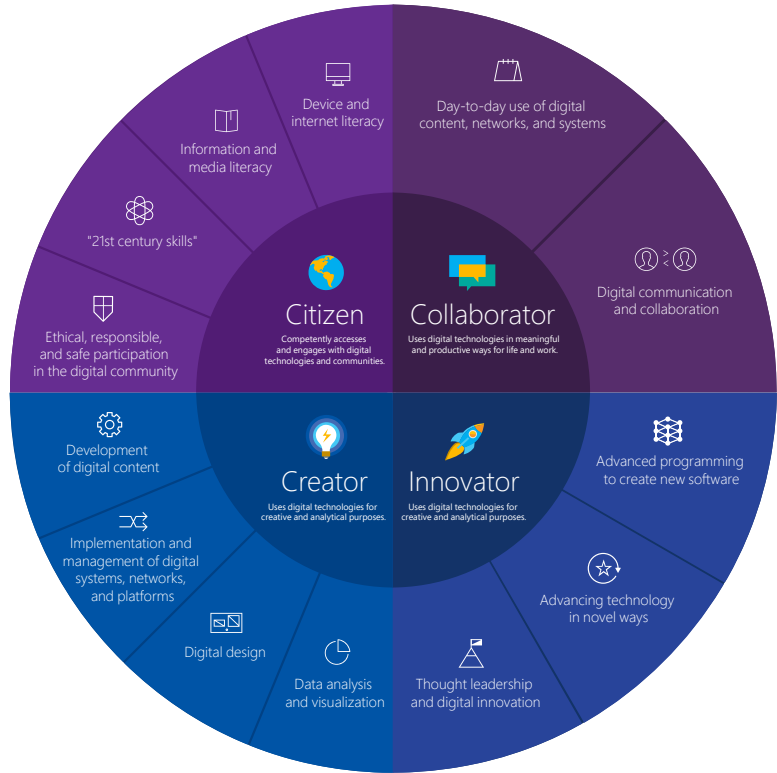 Device and
internet literacy
Information and
media literacy
"21st century skills"
Ethical, responsible,
and safe participation
in the digital community
Citizen
Competently accesses
and engages with digital
technologies and communities.
Day-to-day use of digital
content, networks, and systems
Digital communication
and collaboration
Collaborator
Uses digital technologies in meaningful
and productive ways for life and work.
Development
of digital content
Implementation and
management of digital
systems, networks,
and platforms
Digital design
Data analysis
and visualization
Creator
Uses digital technologies for
creative and analytical purposes.
Innovator
Uses digital technologies for
creative and analytical purposes.
Advanced programming
to create new software
Advancing technology
in novel ways
Thought leadership
and digital innovation